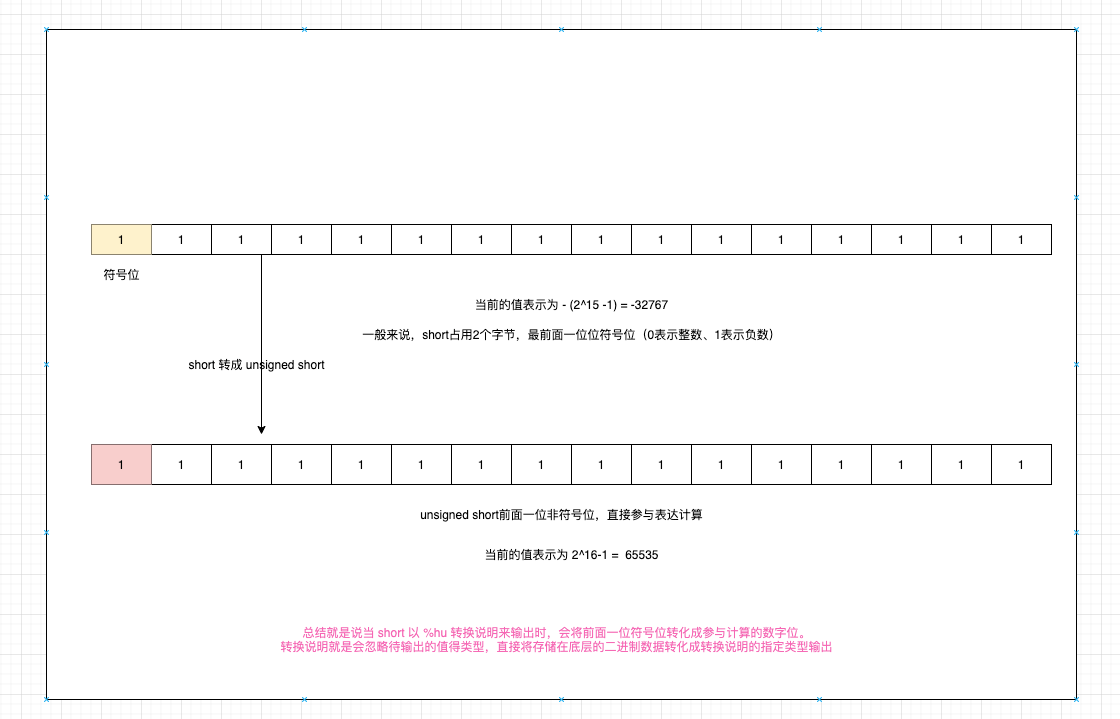 1 1 1 1 1 1 1 1 1 1 1 1 1 1 1 1
符号位
当前的值表示为 - (2^15 -1) = -32767
一般来说，short占用2个字节，最前面一位位符号位（0表示整数、1表示负数）
short 转成 unsigned short
1 1 1 1 1 1 1 1 1 1 1 1 1 1 1 1
unsigned short前面一位非符号位，直接参与表达计算
当前的值表示为 2^16-1 = 65535
总结就是说当 short 以 %hu 转换说明来输出时，会将前面一位符号位转化成参与计算的数字位。
转换说明就是会忽略待输出的值得类型，直接将存储在底层的二进制数据转化成转换说明的指定类型输出